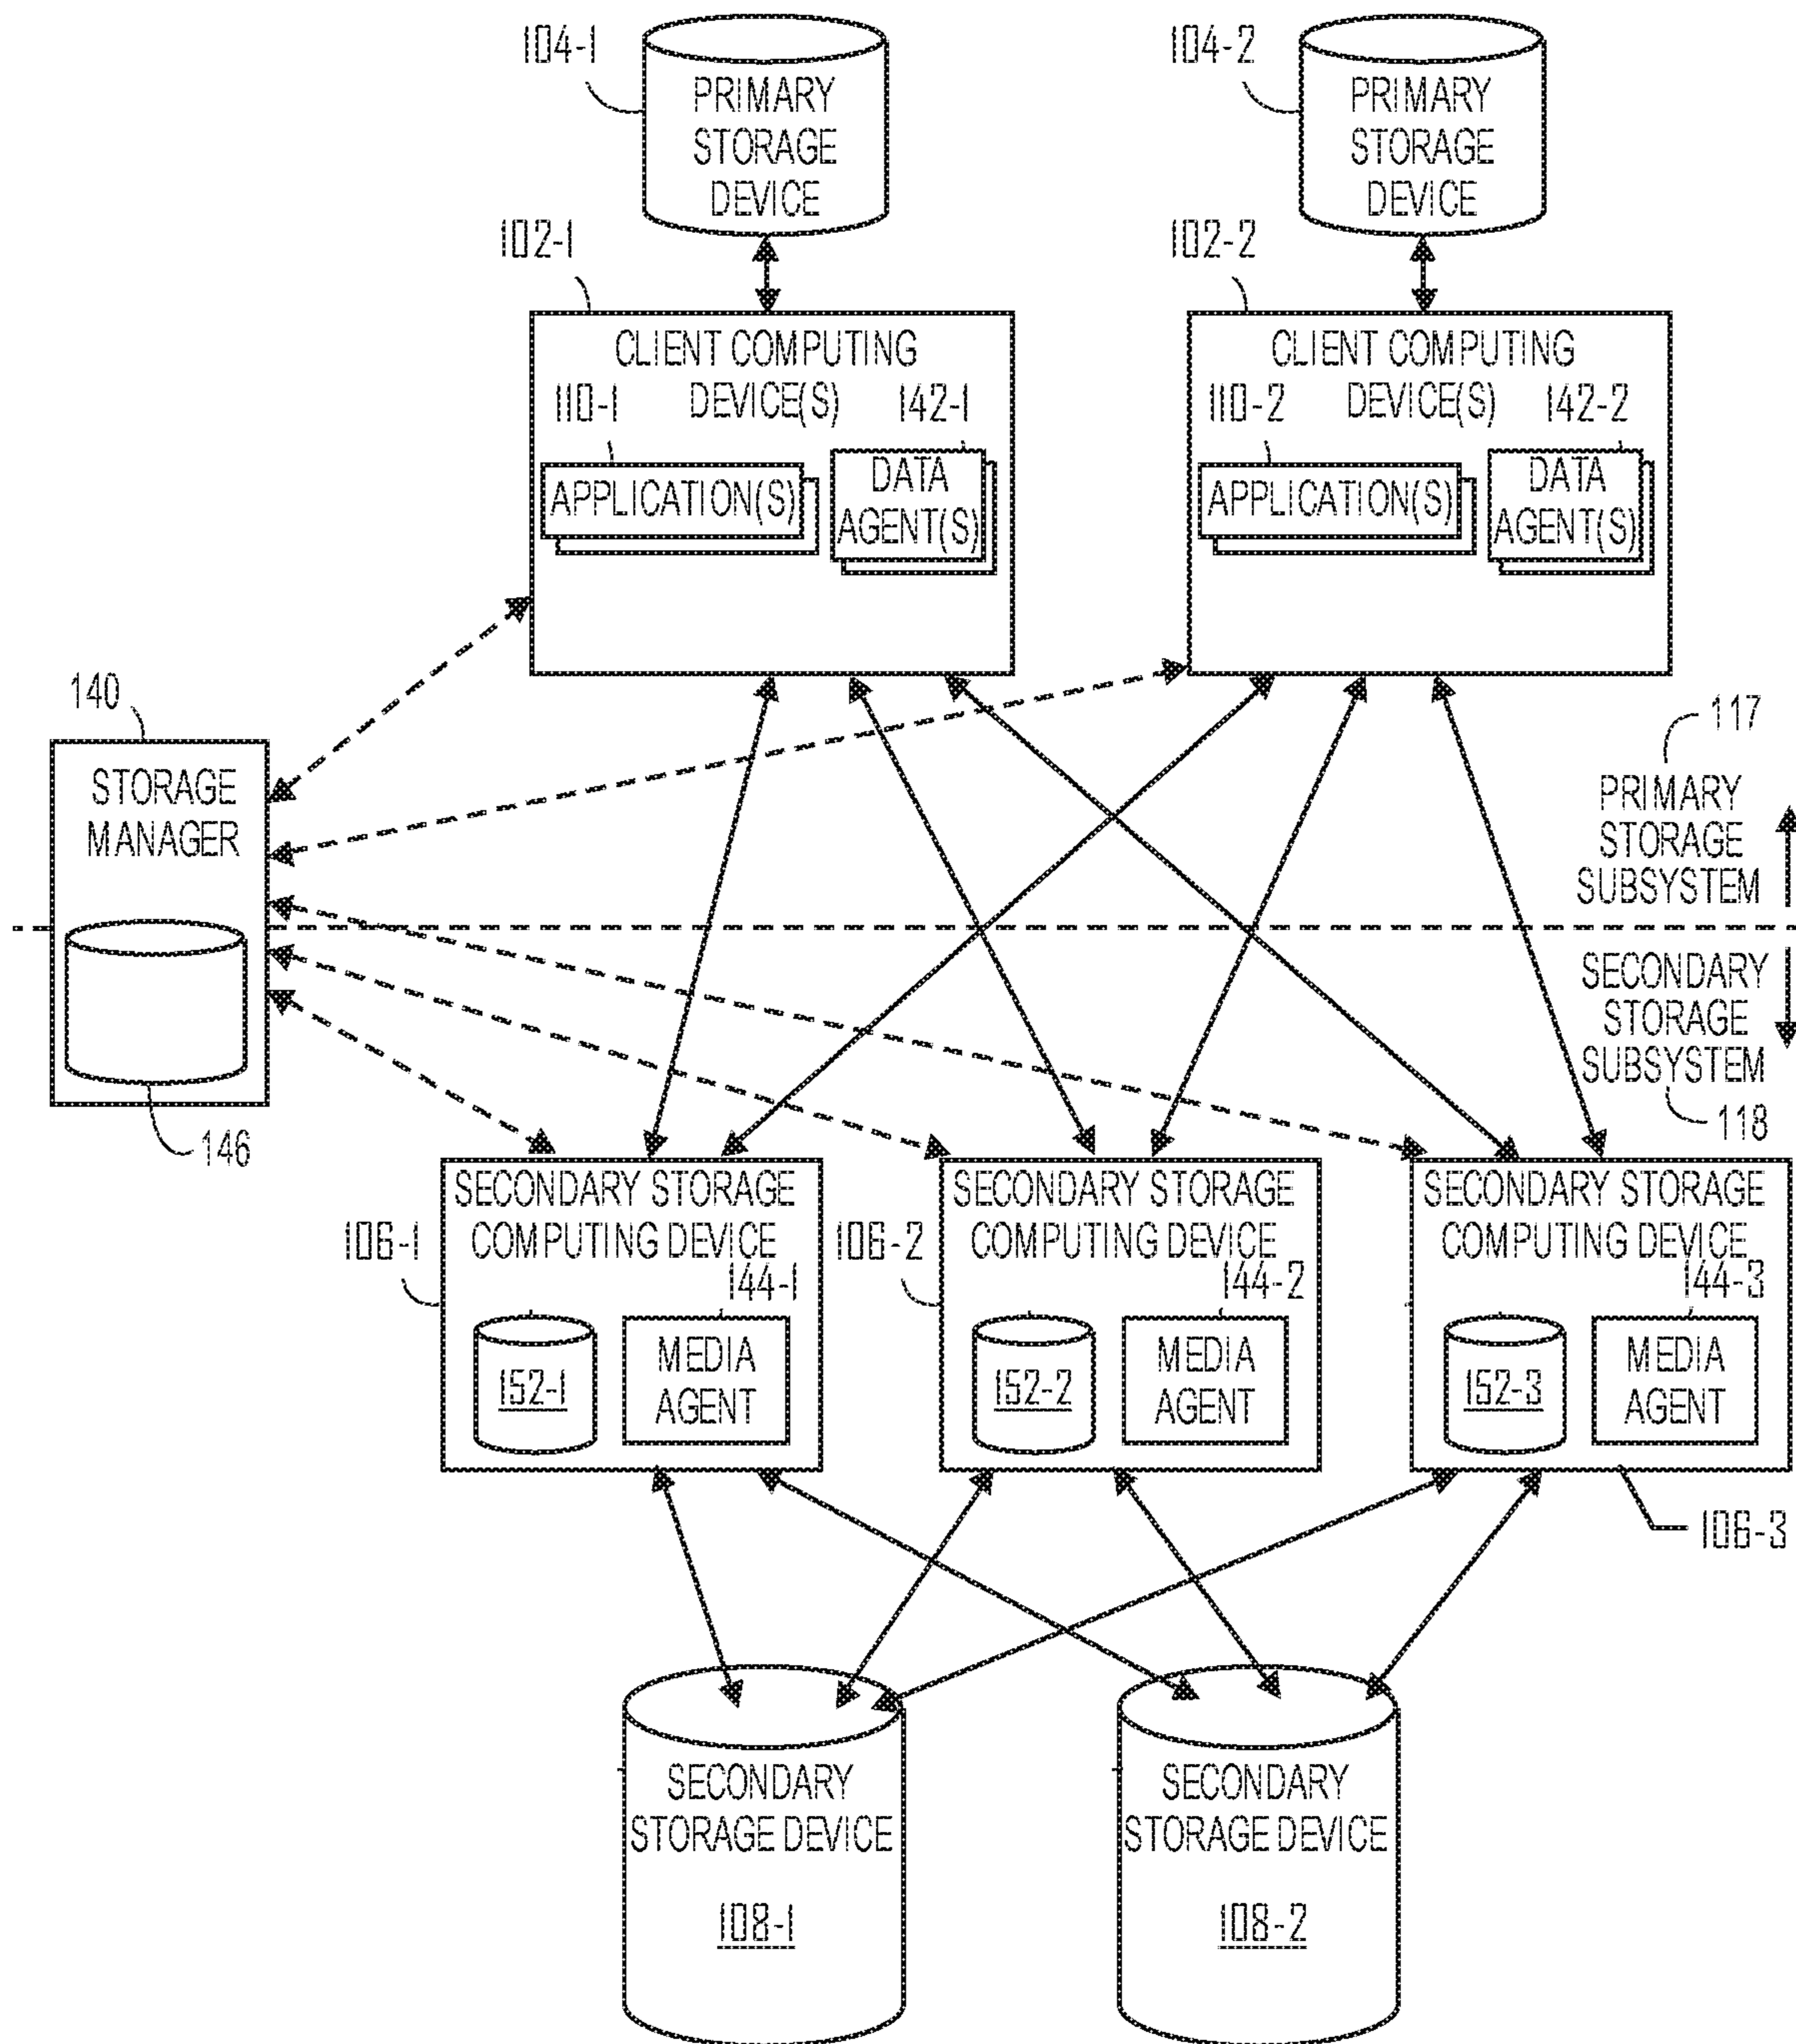 104-1
PRIMARY
STORAGE
DEVICE
104-2
PRIMARY
STORAGE
DEVICE
102-1
CLIENT COMPUTING
DEVICE(S)
110-1
142-1
APPLICATION(S)
DATA
AGENT(S)
102-2
CLIENT COMPUTING
DEVICE(S)
110-2
142-2
APPLICATION(S)
DATA
AGENT(S)
140
STORAGE
MANAGER
146
117
PRIMARY
STORAGE
SUBSYSTEM
SECONDARY
STORAGE
SUBSYSTEM
118
106-1
SECONDARY STORAGE
COMPUTING DEVICE
144-1
152-1
MEDIA
AGENT
106-2
SECONDARY STORAGE
COMPUTING DEVICE
144-2
152-2
MEDIA
AGENT
SECONDARY STORAGE
COMPUTING DEVICE
144-3
152-3
MEDIA
AGENT
106-3
SECONDARY
STORAGE DEVICE
108-1
SECONDARY
STORAGE DEVICE
108-2